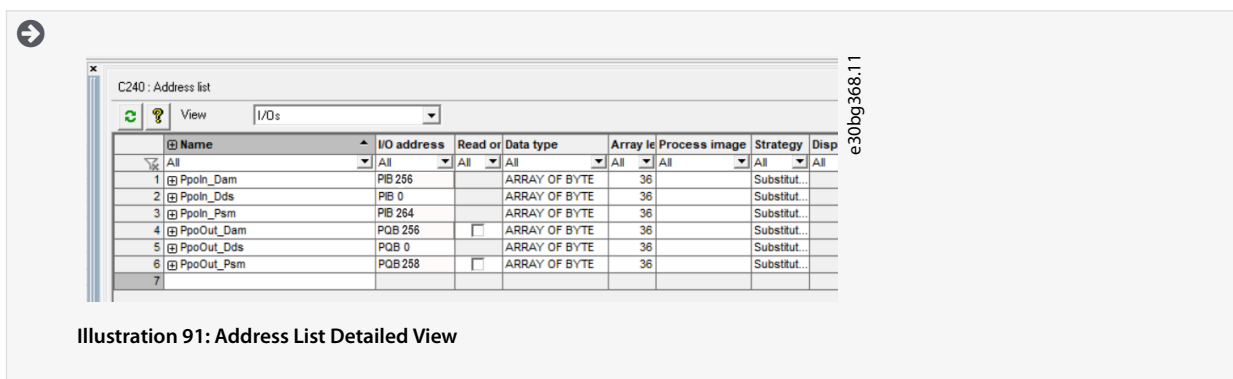 C240 : Address list
View I/Os
Name I/O address Read or Data type Array le Process image Strategy Disp
All All All All All All All All
1 PpoIn_Dam PIB 256 ARRAY OF BYTE 36 Substitut...
2 PpoIn_Dds PIB 0 ARRAY OF BYTE 36 Substitut...
3 PpoIn_Psm PIB 264 ARRAY OF BYTE 36 Substitut...
4 PpoOut_Dam PQB 256 ARRAY OF BYTE 36 Substitut...
5 PpoOut_Dds PQB 0 ARRAY OF BYTE 36 Substitut...
6 PpoOut_Psm PQB 258 ARRAY OF BYTE 36 Substitut...
7
e30bg368.11
Illustration 91: Address List Detailed View